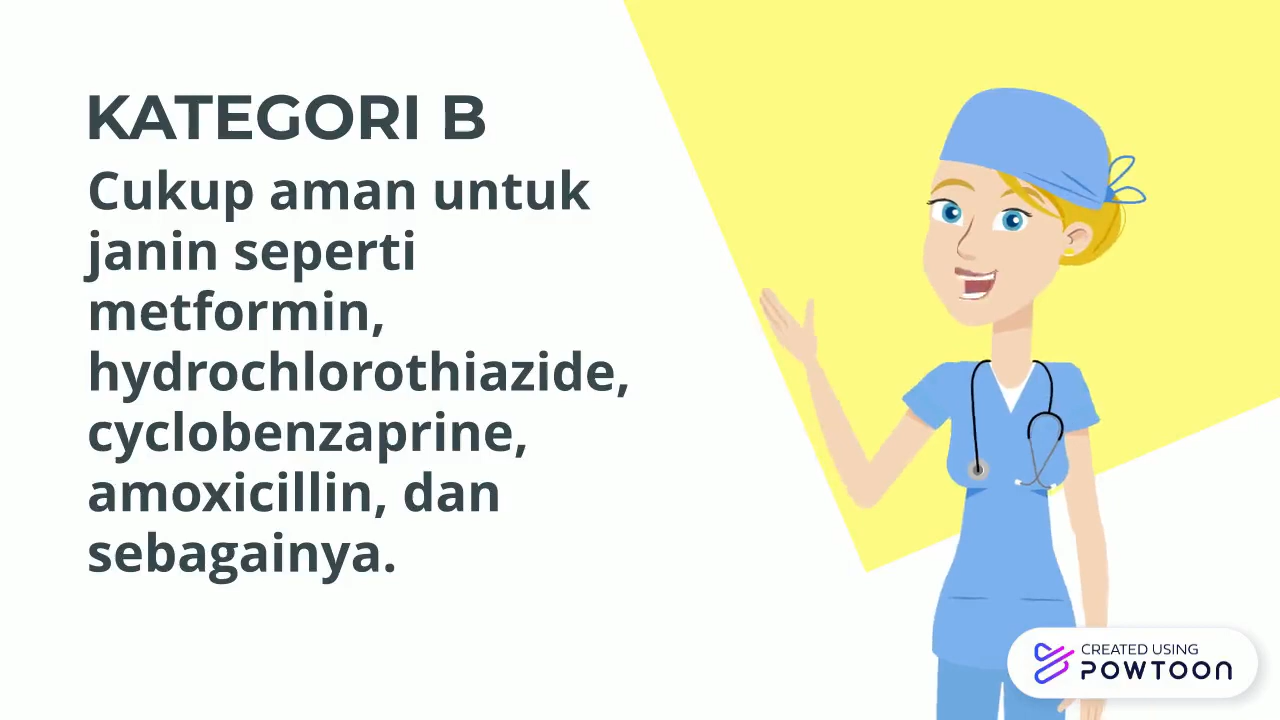 KATEGORI B
Cukup aman untuk
janin seperti
metformin,
hydrochlorothiazide,
cyclobenzaprine,
amoxicillin, dan
sebagainya.
CREATED USING
POWTOON